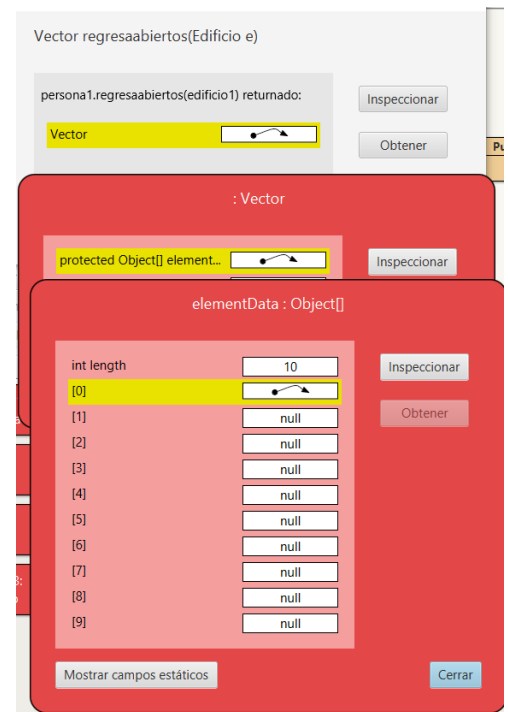 Vector regresaabiertos(Edificio e)
persona1.regresaabiertos(edificio1) returnado:
Inspeccionar
Vector
Obtener
Pu
: Vector
protected Object[] element...
Inspeccionar
elementData : Object[]
int length 10
Inspeccionar
[0]
[1] null
Obtener
[2] null
[3] null
[4] null
[5] null
[6] null
[7] null
[8] null
[9] null
3:
Mostrar campos estáticos
Cerrar